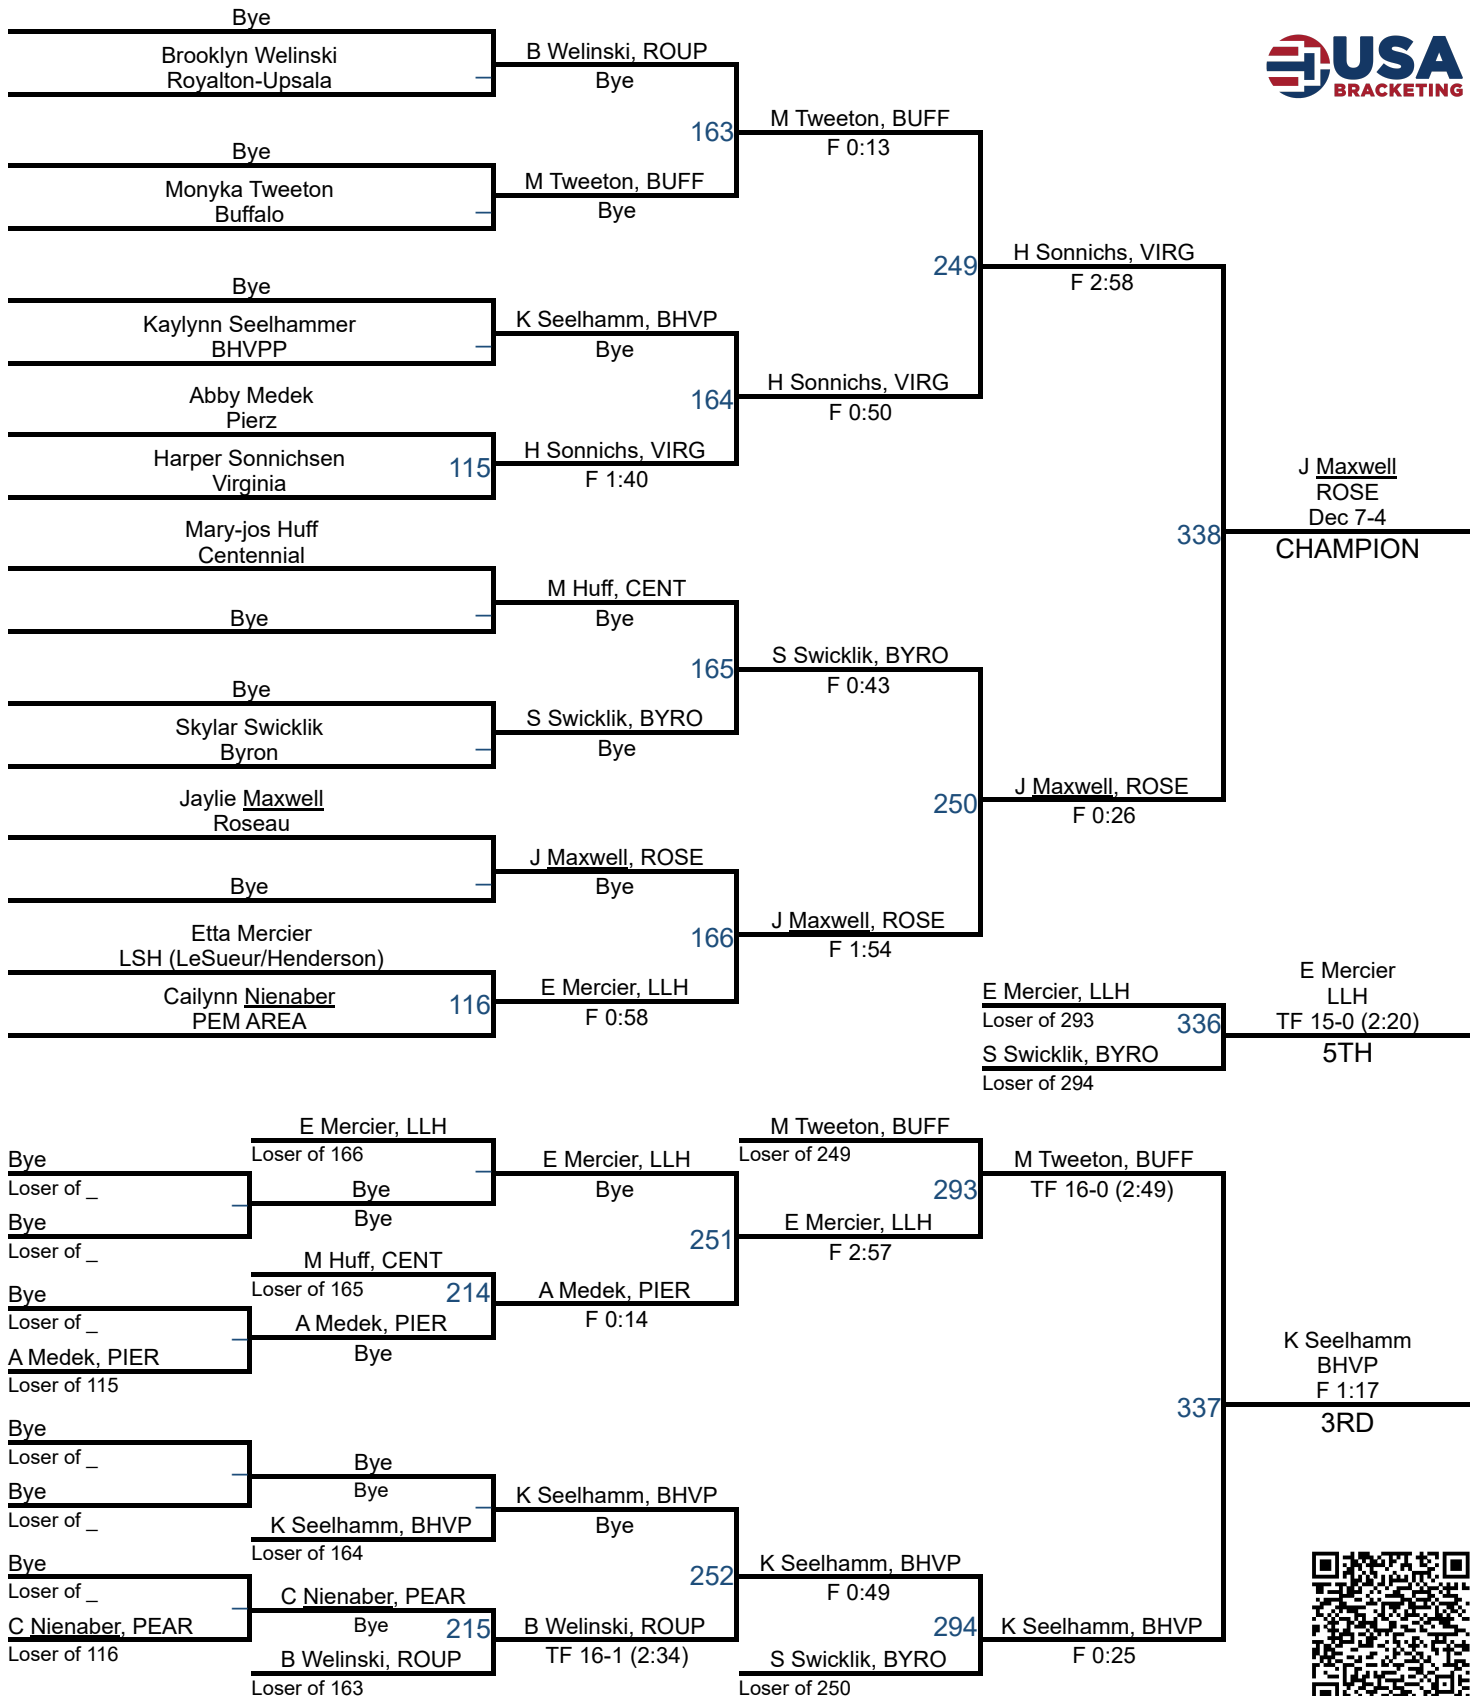 Bye
Brooklyn Welinski
Royalton-Upsala
_
B Welinski, ROUP
Bye
USA
BRACKETING
163
M Tweeton, BUFF
F 0:13
Bye
Monyka Tweeton
Buffalo
_
M Tweeton, BUFF
Bye
249
H Sonnichs, VIRG
F 2:58
Bye
Kaylynn Seelhammer
BHVPP
_
K Seelhamm, BHVP
Bye
164
H Sonnichs, VIRG
F 0:50
Abby Medek
Pierz
Harper Sonnichsen
Virginia
115
H Sonnichs, VIRG
F 1:40
338
J Maxwell
ROSE
Dec 7-4
CHAMPION
Mary-jos Huff
Centennial
Bye
_
M Huff, CENT
Bye
165
S Swicklik, BYRO
F 0:43
Bye
Skylar Swicklik
Byron
_
S Swicklik, BYRO
Bye
250
J Maxwell, ROSE
F 0:26
Jaylie Maxwell
Roseau
Bye
_
J Maxwell, ROSE
Bye
166
J Maxwell, ROSE
F 1:54
Etta Mercier
LSH (LeSueur/Henderson)
Cailynn Nienaber
PEM AREA
116
E Mercier, LLH
F 0:58
E Mercier, LLH
Loser of 293
336
S Swicklik, BYRO
Loser of 294
E Mercier
LLH
TF 15-0 (2:20)
5TH
E Mercier, LLH
Loser of 166
Bye
Loser of _
Bye
Loser of _
_
Bye
Bye
_
E Mercier, LLH
Bye
M Tweeton, BUFF
Loser of 249
293
M Tweeton, BUFF
TF 16-0 (2:49)
251
E Mercier, LLH
F 2:57
M Huff, CENT
Loser of 165
214
Bye
Loser of _
A Medek, PIER
Loser of 115
_
A Medek, PIER
Bye
A Medek, PIER
F 0:14
337
K Seelhamm
BHVP
F 1:17
3RD
Bye
Loser of _
Bye
Loser of _
_
Bye
Bye
K Seelhamm, BHVP
Loser of 164
_
K Seelhamm, BHVP
Bye
252
K Seelhamm, BHVP
F 0:49
Bye
Loser of _
C Nienaber, PEAR
Loser of 116
_
C Nienaber, PEAR
Bye
215
B Welinski, ROUP
Loser of 163
B Welinski, ROUP
TF 16-1 (2:34)
294
S Swicklik, BYRO
Loser of 250
K Seelhamm, BHVP
F 0:25